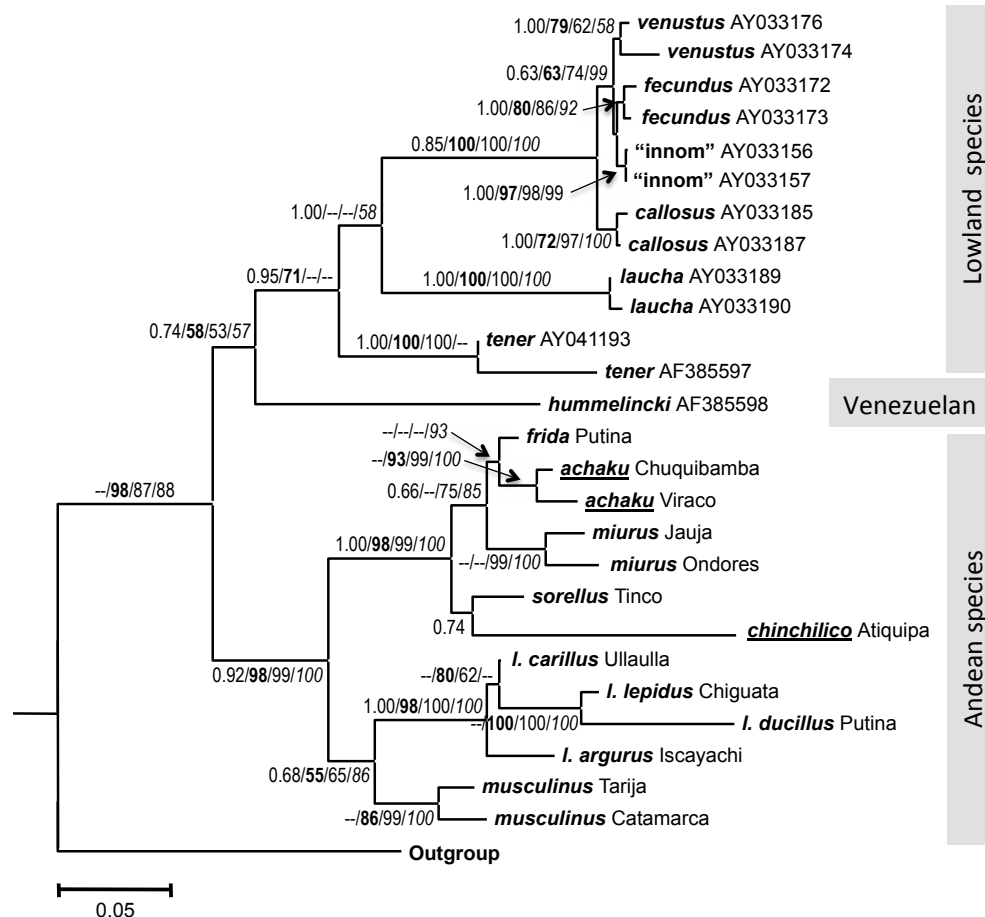 1.00/79/62/58
venustus AY033176
venustus AY033174
0.63/63/74/99
fecundus AY033172
1.00/80/86/92
fecundus AY033173
0.85/100/100/100
"innom" AY033156
"innom" AY033157
1.00/97/98/99
callosus AY033185
1.00/--/--/58
1.00/72/97/100
callosus AY033187
0.95/71/--/--
1.00/100/100/100
laucha AY033189
laucha AY033190
0.74/58/53/57
1.00/100/100/--
tener AY041193
tener AF385597
hummelincki AF385598
Lowland species
Venezuelan
--/--/--/93
frida Putina
--/93/99/100
achaku Chuquibamba
0.66/--/75/85
achaku Viraco
--/98/87/88
miurus Jauja
1.00/98/99/100
--/--/99/100
miurus Ondores
sorellus Tinco
0.74
chinchilico Atiquipa
0.92/98/99/100
--/80/62/--
l. carillus Ullaulla
l. lepidus Chiguata
1.00/98/100/100
--/100/100/100
l. ducillus Putina
l. argurus Iscayachi
0.68/55/65/86
musculinus Tarija
--/86/99/100
musculinus Catamarca
Andean species
Outgroup
0.05